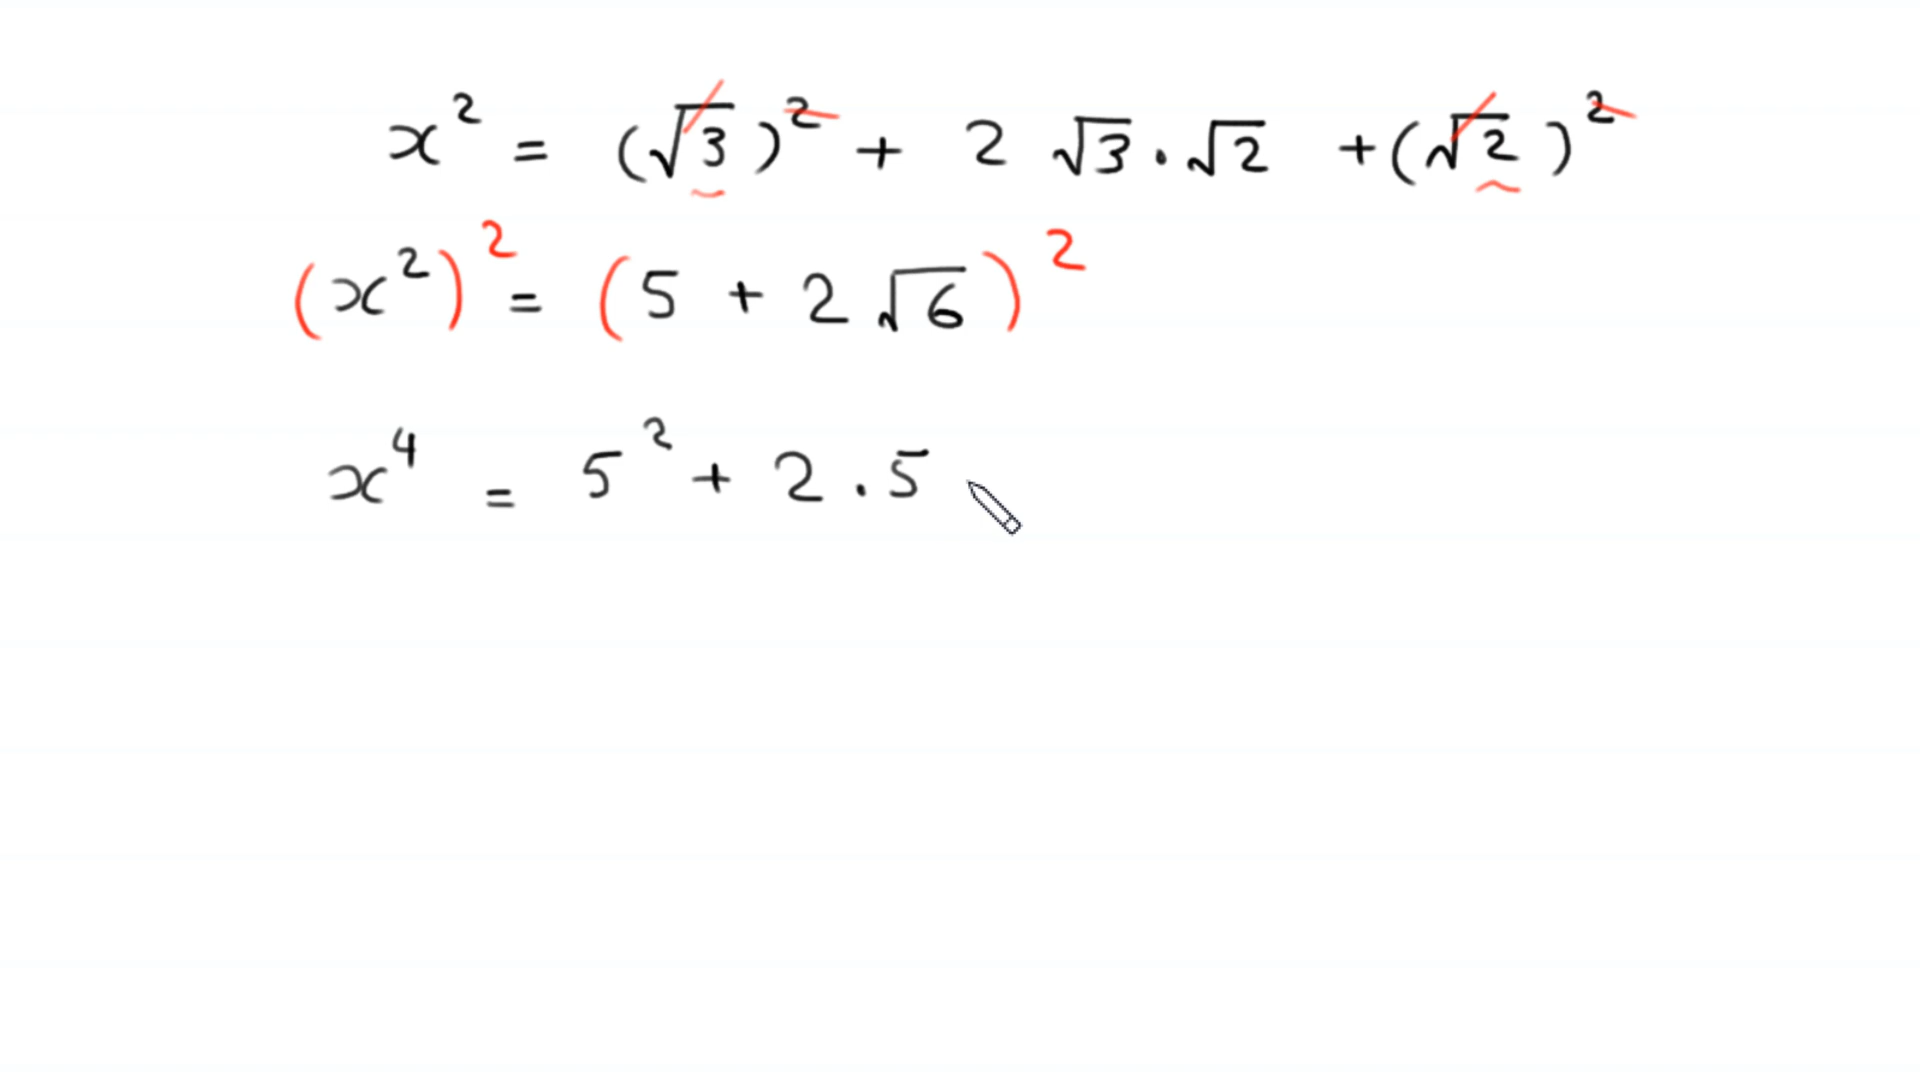 x² = (√3)² + 2 √3 . √2 + (√2)²
(x²)² = (5 + 2 √6)²
x⁴ = 5² + 2 . 5